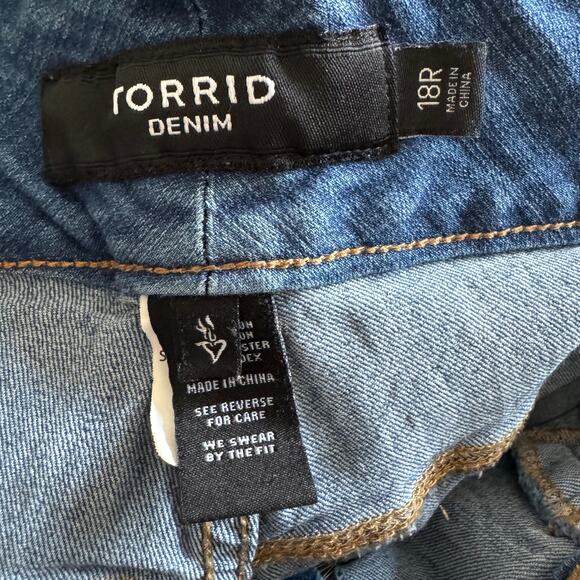 TORRID
DENIM
18R
MADE IN
CHINA
MADE IN CHINA
SEE REVERSE
FOR CARE
WE SWEAR
BY THE FIT